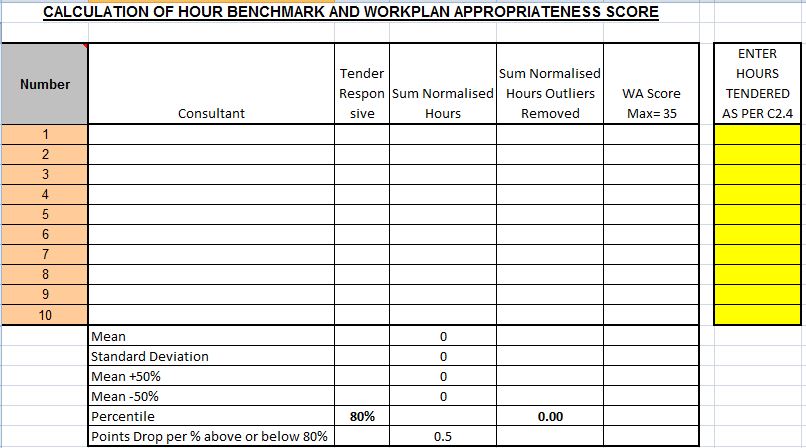 CALCULATION OF HOUR BENCHMARK AND WORKPLAN APPROPRIATENESS SCORE
Number
Consultant
Tender
Respon
sive
Sum Normalised
Hours
Sum Normalised
Hours Outliers
Removed
WA Score
Max= 35
ENTER
HOURS
TENDERED
AS PER C2.4
1
2
3
4
5
6
7
8
9
10
Mean 0
Standard Deviation 0
Mean +50% 0
Mean -50% 0
Percentile 80% 0.00
Points Drop per % above or below 80% 0.5